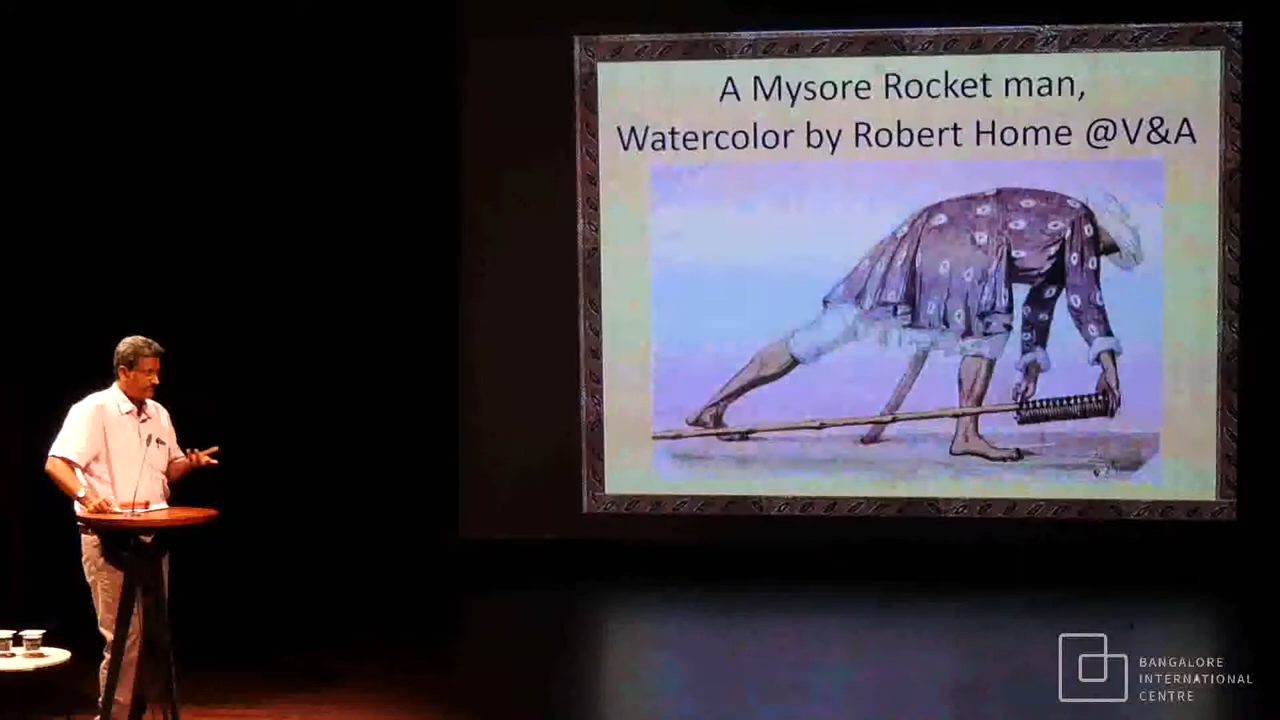 A Mysore Rocket man,
Watercolor by Robert Home @V&A
BANGALORE
INTERNATIONAL
CENTRE